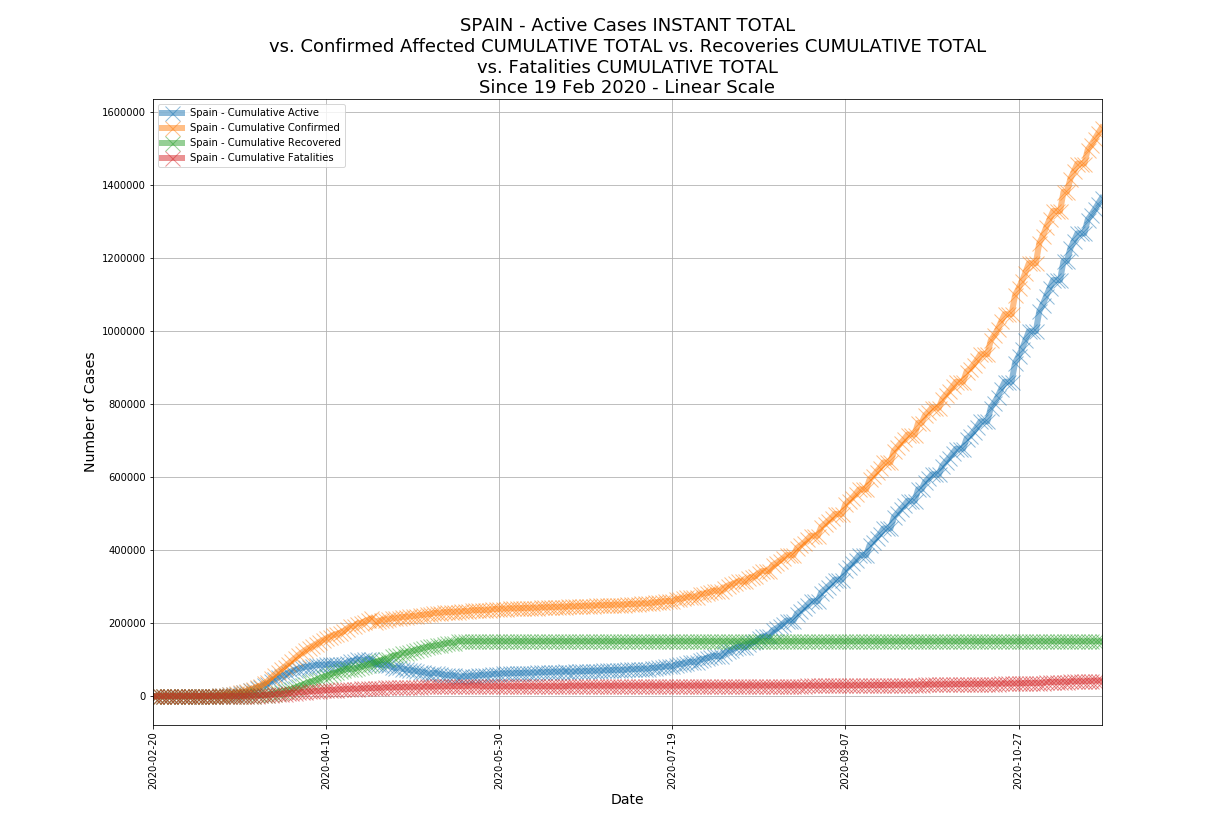 SPAIN - Active Cases INSTANT TOTAL
vs. Confirmed Affected CUMULATIVE TOTAL vs. Recoveries CUMULATIVE TOTAL
vs. Fatalities CUMULATIVE TOTAL
Since 19 Feb 2020 - Linear Scale
Spain - Cumulative Active
Spain - Cumulative Confirmed
Spain - Cumulative Recovered
Spain - Cumulative Fatalities
Number of Cases
1600000
1400000
1200000
1000000
800000
600000
400000
200000
0
2020-02-20
2020-04-10
2020-05-30
2020-07-19
2020-09-07
2020-10-27
Date